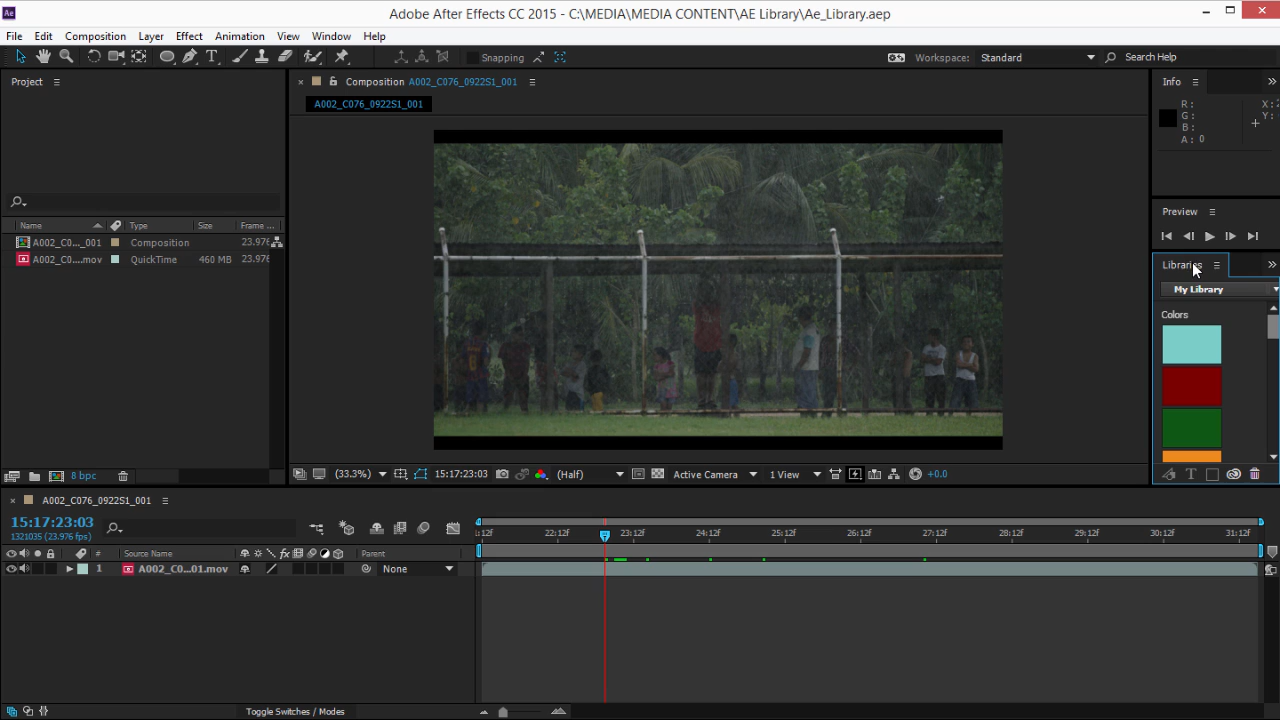 Ae Adobe After Effects CC 2015 - C:\MEDIA\MEDIA CONTENT\AE Library\Ae_Library.aep
File Edit Composition Layer Effect Animation View Window Help
Snapping Workspace: Standard Search Help
Project Composition A002_C076_0922S1_001 Info
A002_C076_0922S1_001
R:
G:
B:
A: 0
Preview
Name Type Size Frame ...
A002_C0..._001 Composition 23.976
A002_C0....mov QuickTime 460 MB 23.976
Libraries
My Library
Colors
8 bpc (33.3%) 15:17:23:03 (Half) Active Camera 1 View +0.0
A002_C076_0922S1_001
15:17:23:03
1321035 (23.976 fps)
22:12f 23:12f 24:12f 25:12f 26:12f 27:12f 28:12f 29:12f 30:12f 31:12f
# Source Name Parent
1 A002_C0...01.mov None
Toggle Switches / Modes